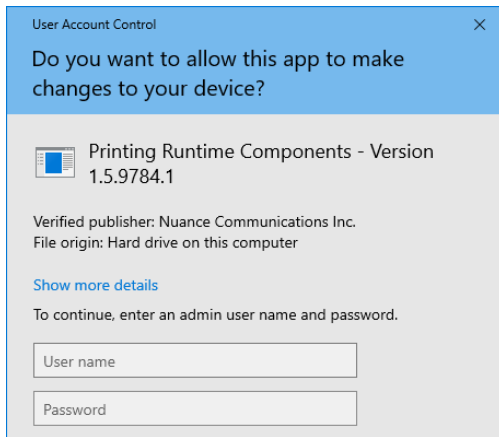 User Account Control
Do you want to allow this app to make
changes to your device?
Printing Runtime Components - Version
1.5.9784.1
Verified publisher: Nuance Communications Inc.
File origin: Hard drive on this computer
Show more details
To continue, enter an admin user name and password.
User name
Password